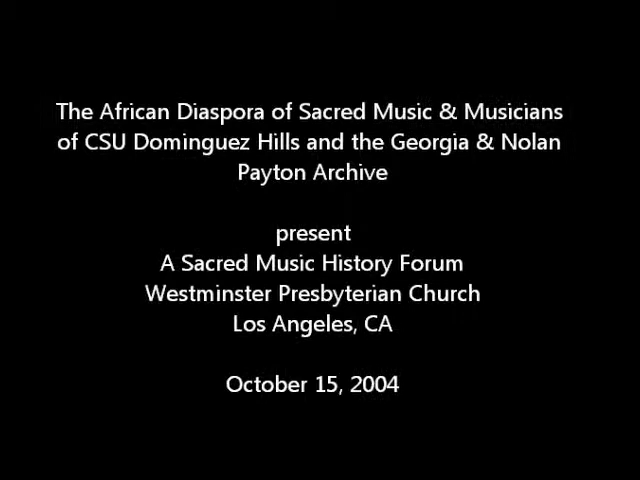 The African Diaspora of Sacred Music & Musicians
of CSU Dominguez Hills and the Georgia & Nolan
Payton Archive
present
A Sacred Music History Forum
Westminster Presbyterian Church
Los Angeles, CA
October 15, 2004